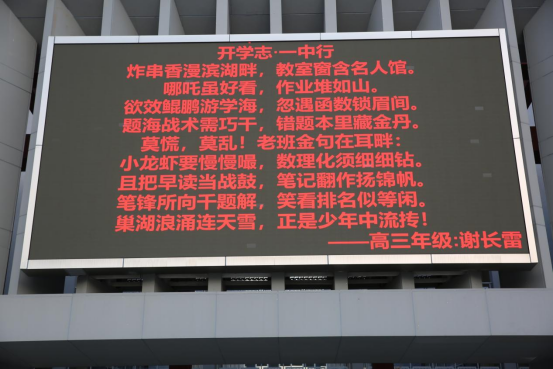 开学志·一中行
炸串香漫滨湖畔，教室窗含名人馆。
哪吒虽好看，作业堆如山。
欲效鲲鹏游学海，忽遇函数锁眉间。
题海战术需巧干，错题本里藏金丹。
莫慌，莫乱！老班金句在耳畔：
小龙虾要慢慢嘬，数理化须细细钻。
且把早读当战鼓，笔记翻作扬锦帆。
笔锋所向千题解，笑看排名似等闲。
巢湖浪涌连天雪，正是少年中流抟！
——高三年级:谢长雷